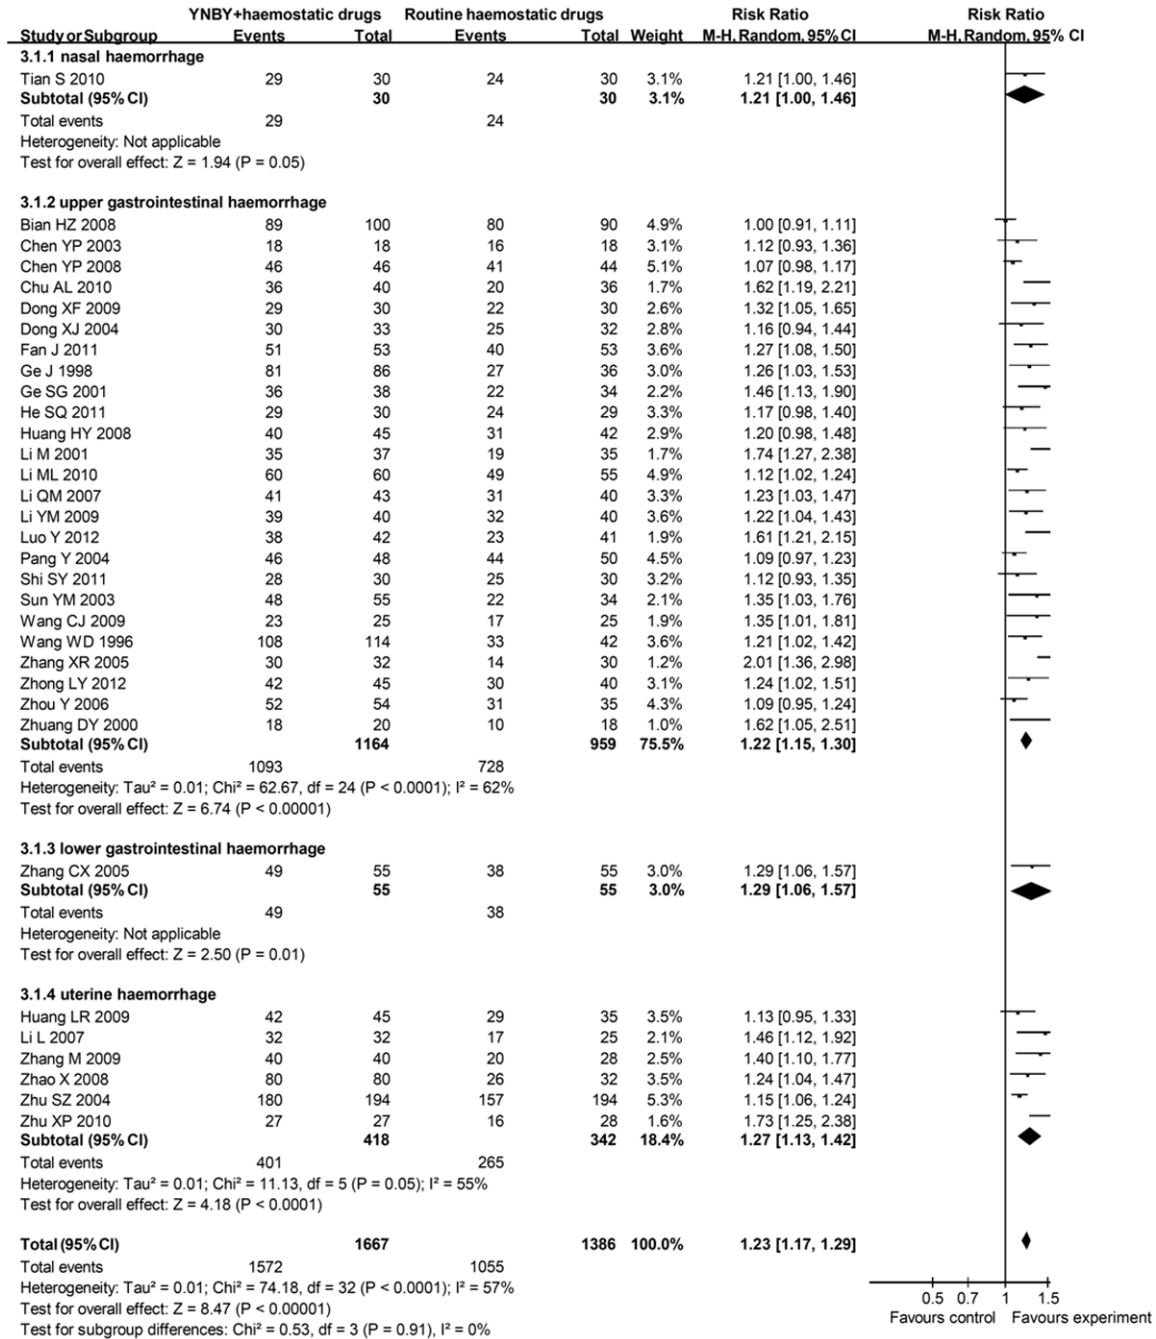 YNBY+haemostatic drugs Routine haemostatic drugs Risk Ratio Risk Ratio
Study or Subgroup Events Total Events Total Weight M-H, Random, 95% CI M-H, Random, 95% CI
3.1.1 nasal haemorrhage
Tian S 2010 29 30 24 30 3.1% 1.21 [1.00, 1.46]
Subtotal (95% CI) 30 30 3.1% 1.21 [1.00, 1.46]
Total events 29 24
Heterogeneity: Not applicable
Test for overall effect: Z = 1.94 (P = 0.05)
3.1.2 upper gastrointestinal haemorrhage
Bian HZ 2008 89 100 80 90 4.9% 1.00 [0.91, 1.11]
Chen YP 2003 18 18 16 18 3.1% 1.12 [0.93, 1.36]
Chen YP 2008 46 46 41 44 5.1% 1.07 [0.98, 1.17]
Chu AL 2010 36 40 20 36 1.7% 1.62 [1.19, 2.21]
Dong XF 2009 29 30 22 30 2.6% 1.32 [1.05, 1.65]
Dong XJ 2004 30 33 25 32 2.8% 1.16 [0.94, 1.44]
Fan J 2011 51 53 40 53 3.6% 1.27 [1.08, 1.50]
Ge J 1998 81 86 27 36 3.0% 1.26 [1.03, 1.53]
Ge SG 2001 36 38 22 34 2.2% 1.46 [1.13, 1.90]
He SQ 2011 29 30 24 29 3.3% 1.17 [0.98, 1.40]
Huang HY 2008 40 45 31 42 2.9% 1.20 [0.98, 1.48]
Li M 2001 35 37 19 35 1.7% 1.74 [1.27, 2.38]
Li ML 2010 60 60 49 55 4.9% 1.12 [1.02, 1.24]
Li QM 2007 41 43 31 40 3.3% 1.23 [1.03, 1.47]
Li YM 2009 39 40 32 40 3.6% 1.22 [1.04, 1.43]
Luo Y 2012 38 42 23 41 1.9% 1.61 [1.21, 2.15]
Pang Y 2004 46 48 44 50 4.5% 1.09 [0.97, 1.23]
Shi SY 2011 28 30 25 30 3.2% 1.12 [0.93, 1.35]
Sun YM 2003 48 55 22 34 2.1% 1.35 [1.03, 1.76]
Wang CJ 2009 23 25 17 25 1.9% 1.35 [1.01, 1.81]
Wang WD 1996 108 114 33 42 3.6% 1.21 [1.02, 1.42]
Zhang XR 2005 30 32 14 30 1.2% 2.01 [1.36, 2.98]
Zhong LY 2012 42 45 30 40 3.1% 1.24 [1.02, 1.51]
Zhou Y 2006 52 54 31 35 4.3% 1.09 [0.95, 1.24]
Zhuang DY 2000 18 20 10 18 1.0% 1.62 [1.05, 2.51]
Subtotal (95% CI) 1164 959 75.5% 1.22 [1.15, 1.30]
Total events 1093 728
Heterogeneity: Tau² = 0.01; Chi² = 62.67, df = 24 (P < 0.0001); I² = 62%
Test for overall effect: Z = 6.74 (P < 0.00001)
3.1.3 lower gastrointestinal haemorrhage
Zhang CX 2005 49 55 38 55 3.0% 1.29 [1.06, 1.57]
Subtotal (95% CI) 55 55 3.0% 1.29 [1.06, 1.57]
Total events 49 38
Heterogeneity: Not applicable
Test for overall effect: Z = 2.50 (P = 0.01)
3.1.4 uterine haemorrhage
Huang LR 2009 42 45 29 35 3.5% 1.13 [0.95, 1.33]
Li L 2007 32 32 17 25 2.1% 1.46 [1.12, 1.92]
Zhang M 2009 40 40 20 28 2.5% 1.40 [1.10, 1.77]
Zhao X 2008 80 80 26 32 3.5% 1.24 [1.04, 1.47]
Zhu SZ 2004 180 194 157 194 5.3% 1.15 [1.06, 1.24]
Zhu XP 2010 27 27 16 28 1.6% 1.73 [1.25, 2.38]
Subtotal (95% CI) 418 342 18.4% 1.27 [1.13, 1.42]
Total events 401 265
Heterogeneity: Tau² = 0.01; Chi² = 11.13, df = 5 (P = 0.05); I² = 55%
Test for overall effect: Z = 4.18 (P < 0.0001)
Total (95% CI) 1667 1386 100.0% 1.23 [1.17, 1.29]
Total events 1572 1055
Heterogeneity: Tau² = 0.01; Chi² = 74.18, df = 32 (P < 0.0001); I² = 57%
Test for overall effect: Z = 8.47 (P < 0.00001)
Test for subgroup differences: Chi² = 0.53, df = 3 (P = 0.91), I² = 0%
0.5 0.7 1 1.5
Favours control Favours experiment